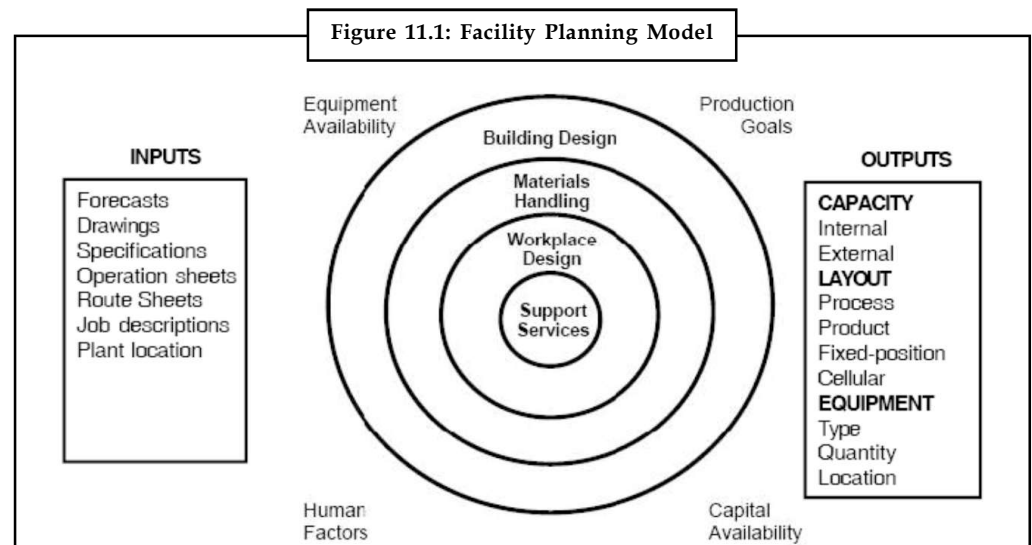 Figure 11.1: Facility Planning Model
Equipment
Availability
Production
Goals
INPUTS
Forecasts
Drawings
Specifications
Operation sheets
Route Sheets
Job descriptions
Plant location
Building Design
Materials
Handling
Workplace
Design
Support
Services
OUTPUTS
CAPACITY
Internal
External
LAYOUT
Process
Product
Fixed-position
Cellular
EQUIPMENT
Type
Quantity
Location
Human
Factors
Capital
Availability